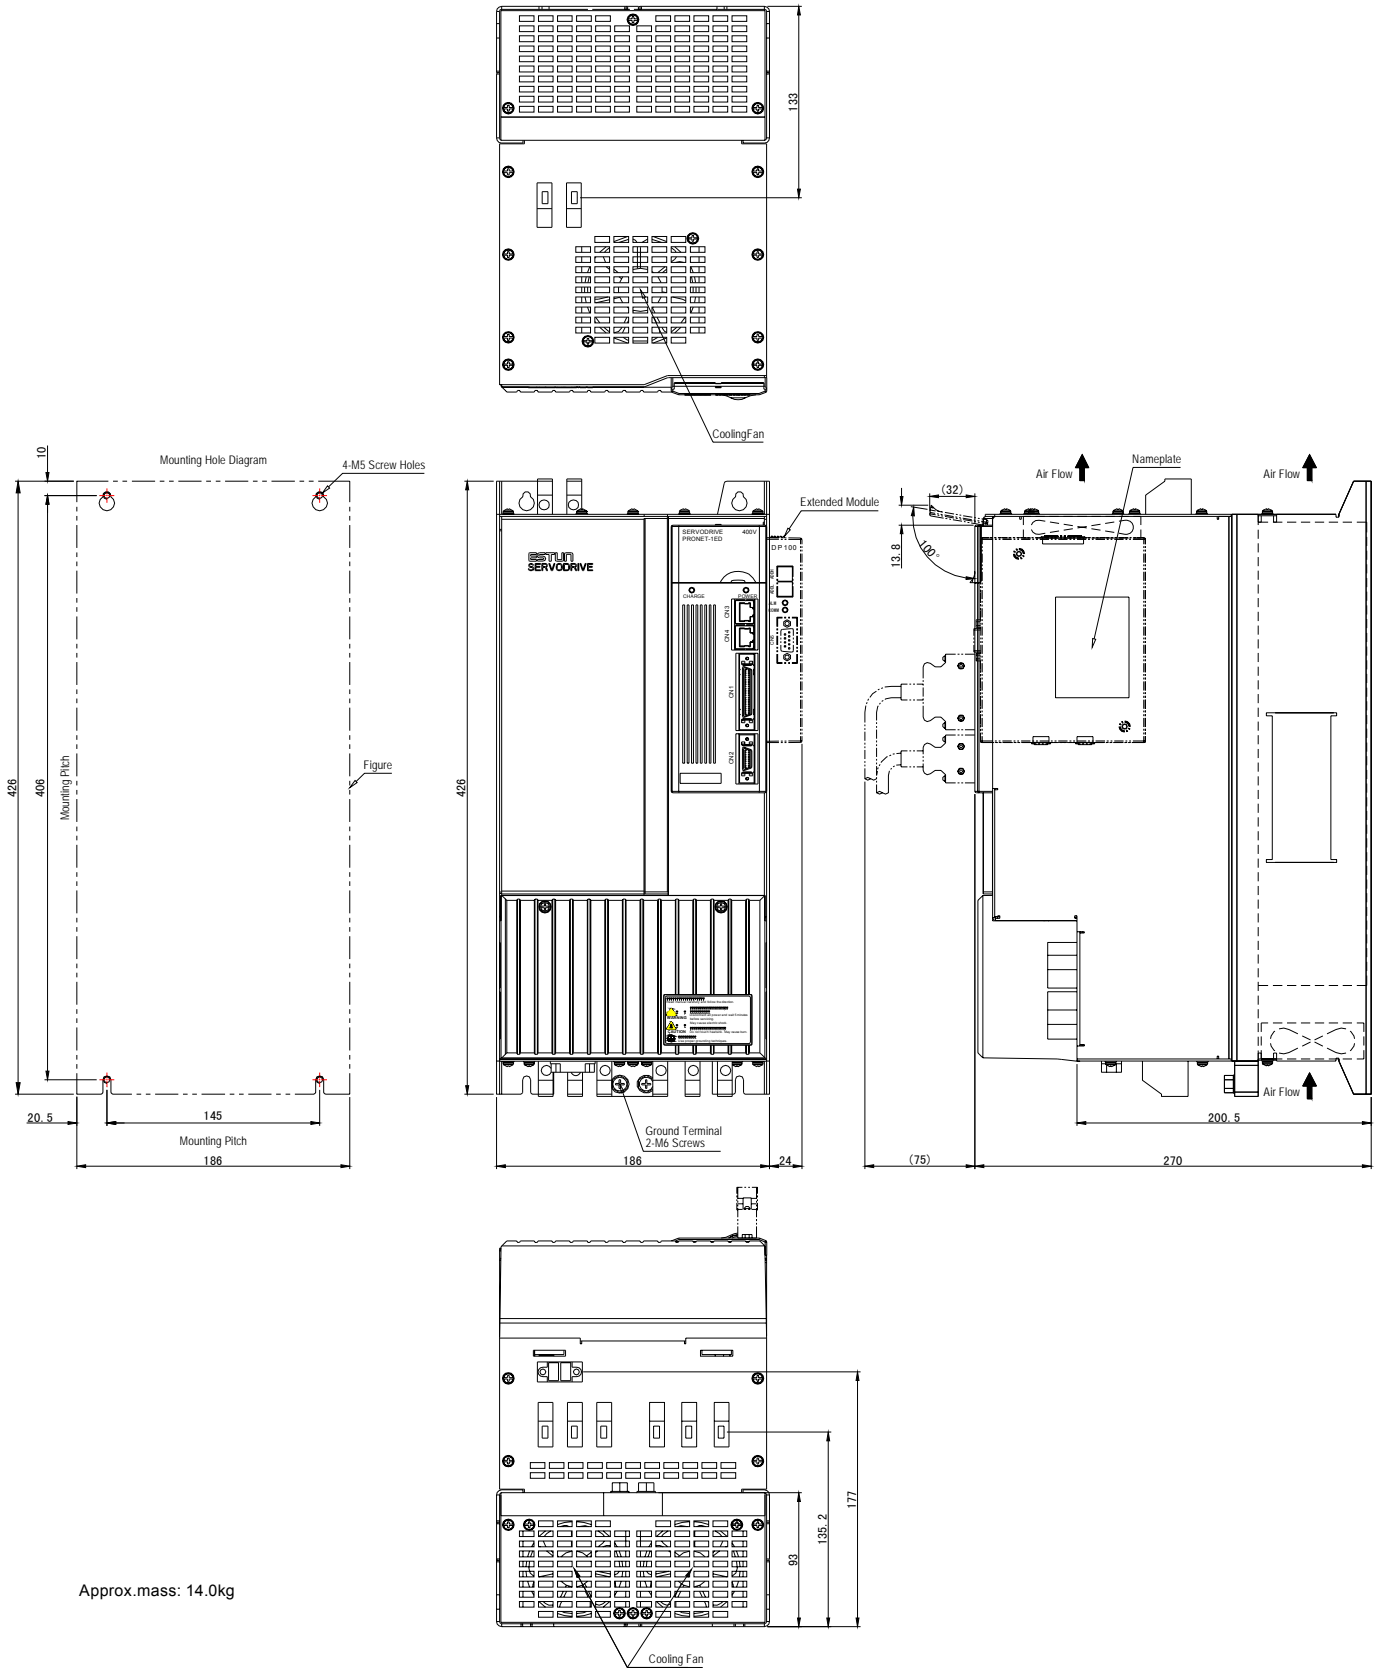 133
CoolingFan
10
Mounting Hole Diagram
4-M5 Screw Holes
426
406
Mounting Pitch
Figure
20.5
145
Mounting Pitch
186
426
ESTUN
SERVODRIVE
SERVODRIVE 400V
PRONET-1ED
CHARGE POWER
CN3
CN4
CN1
CN2
Extended Module
DP100
CN5
WARNING
CAUTION
Ground Terminal
2-M6 Screws
186
24
Air Flow
Nameplate
Air Flow
(32)
13.8
100°
Air Flow
200.5
(75)
270
177
135.2
93
Cooling Fan
Approx.mass: 14.0kg